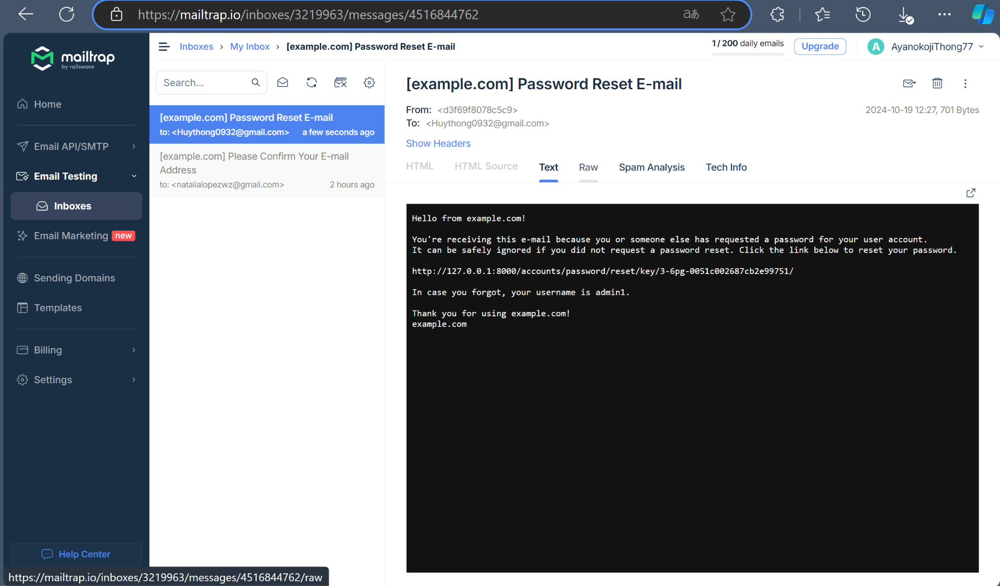 https://mailtrap.io/inboxes/3219963/messages/4516844762
aあ
mailtrap
by railsware
Home
Email API/SMTP
Email Testing
Inboxes
Email Marketing new
Sending Domains
Templates
Billing
Settings
Help Center
https://mailtrap.io/inboxes/3219963/messages/4516844762/raw
Inboxes › My Inbox › [example.com] Password Reset E-mail
1 / 200 daily emails
Upgrade
A AyanokojiThong77
Search...
[example.com] Password Reset E-mail
to: <Huythong0932@gmail.com> a few seconds ago
[example.com] Please Confirm Your E-mail
Address
to: <natalialopezwz@gmail.com> 2 hours ago
[example.com] Password Reset E-mail
From: <d3f69f8078c5c9> 2024-10-19 12:27, 701 Bytes
To: <Huythong0932@gmail.com>
Show Headers
HTML HTML Source Text Raw Spam Analysis Tech Info
Hello from example.com!
You're receiving this e-mail because you or someone else has requested a password for your user account.
It can be safely ignored if you did not request a password reset. Click the link below to reset your password.
http://127.0.0.1:8000/accounts/password/reset/key/3-6pg-0051c002687cb2e99751/
In case you forgot, your username is admin1.
Thank you for using example.com!
example.com